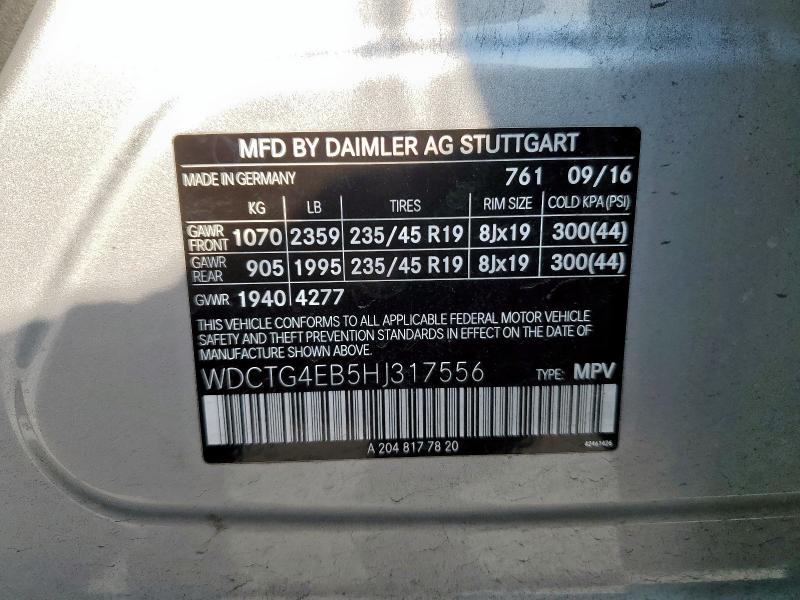 MFD BY DAIMLER AG STUTTGART
MADE IN GERMANY 761 09/16
KG LB TIRES RIM SIZE COLD KPA (PSI)
GAWR FRONT 1070 2359 235/45 R19 8Jx19 300(44)
GAWR REAR 905 1995 235/45 R19 8Jx19 300(44)
GVWR 1940 4277
THIS VEHICLE CONFORMS TO ALL APPLICABLE FEDERAL MOTOR VEHICLE
SAFETY AND THEFT PREVENTION STANDARDS IN EFFECT ON THE DATE OF
MANUFACTURE SHOWN ABOVE.
WDCTG4EB5HJ317556 TYPE: MPV
A 204 817 78 20 42461426